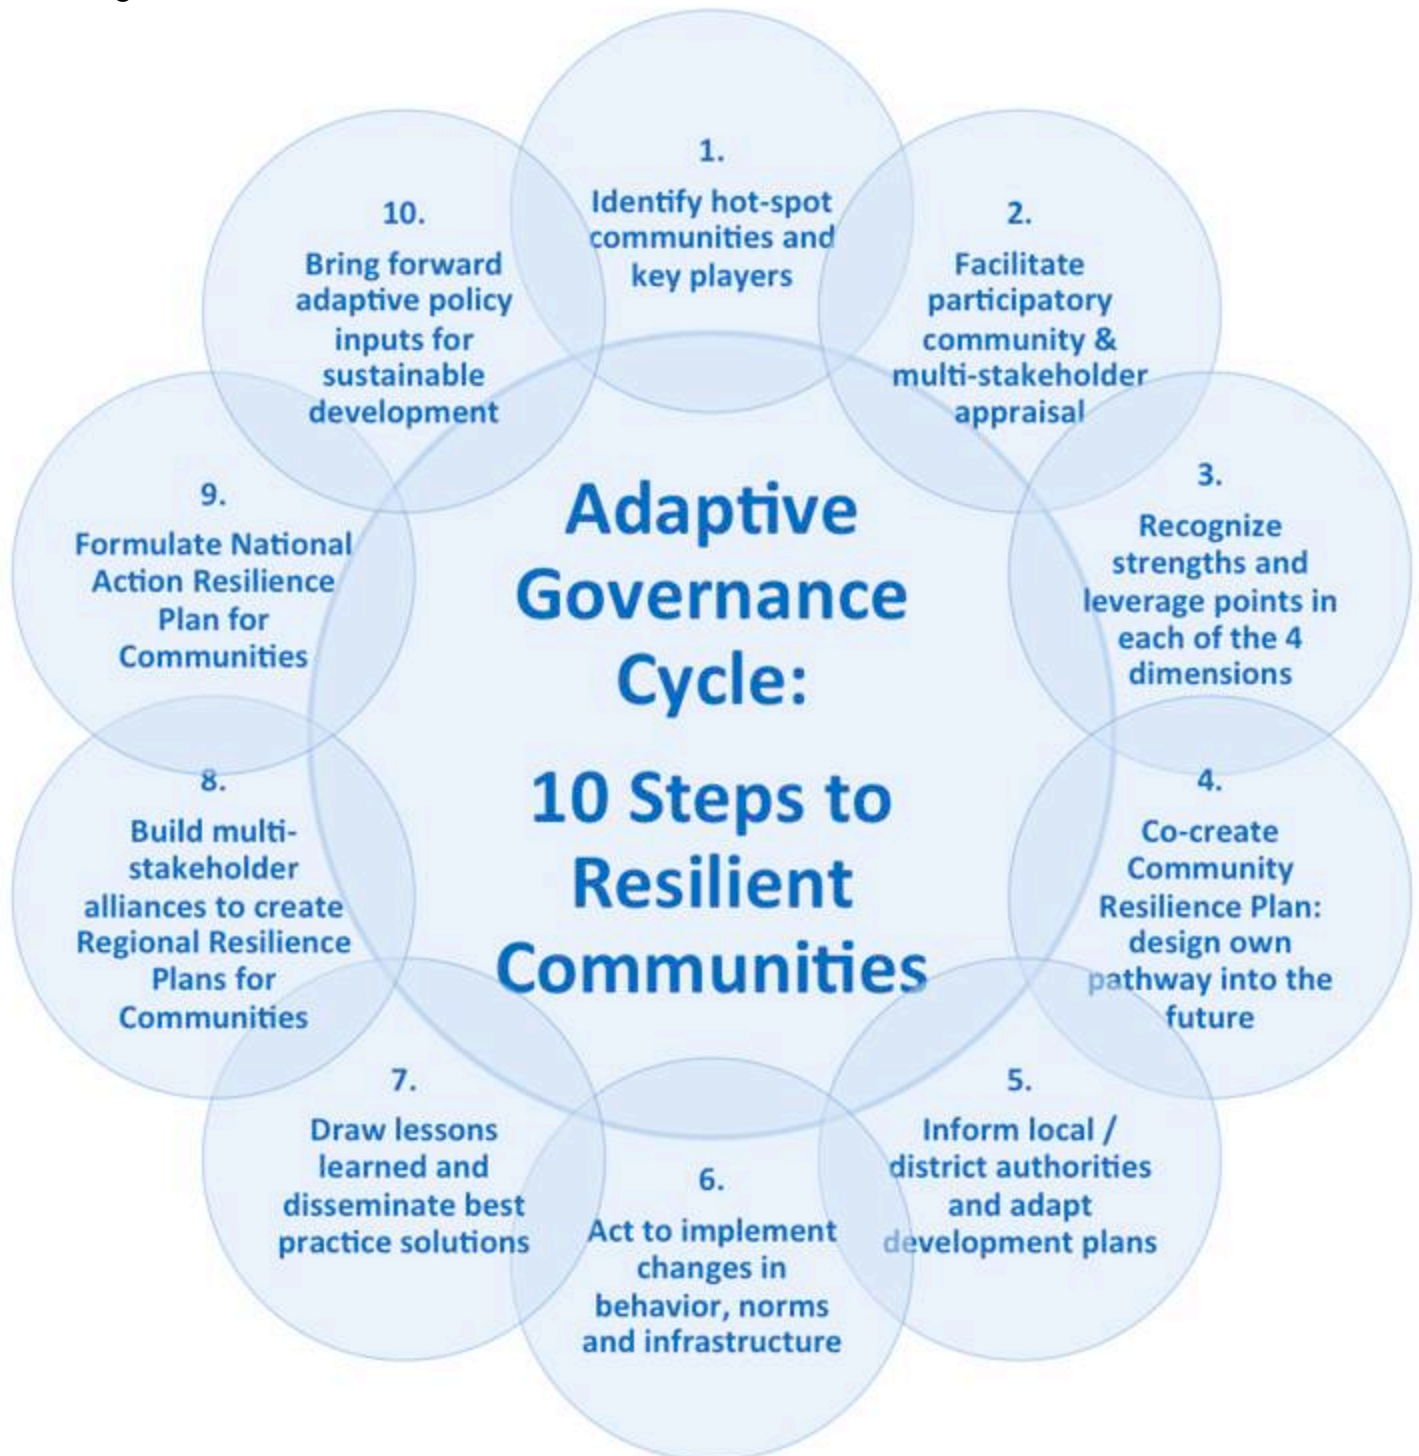 Adaptive
Governance
Cycle:
10 Steps to
Resilient
Communities
1.
Identify hot-spot
communities and
key players
2.
Facilitate
participatory
community &
multi-stakeholder
appraisal
3.
Recognize
strengths and
leverage points in
each of the 4
dimensions
4.
Co-create
Community
Resilience Plan:
design own
pathway into the
future
5.
Inform local /
district authorities
and adapt
development plans
6.
Act to implement
changes in
behavior, norms
and infrastructure
7.
Draw lessons
learned and
disseminate best
practice solutions
8.
Build multi-
stakeholder
alliances to create
Regional Resilience
Plans for
Communities
9.
Formulate National
Action Resilience
Plan for
Communities
10.
Bring forward
adaptive policy
inputs for
sustainable
development